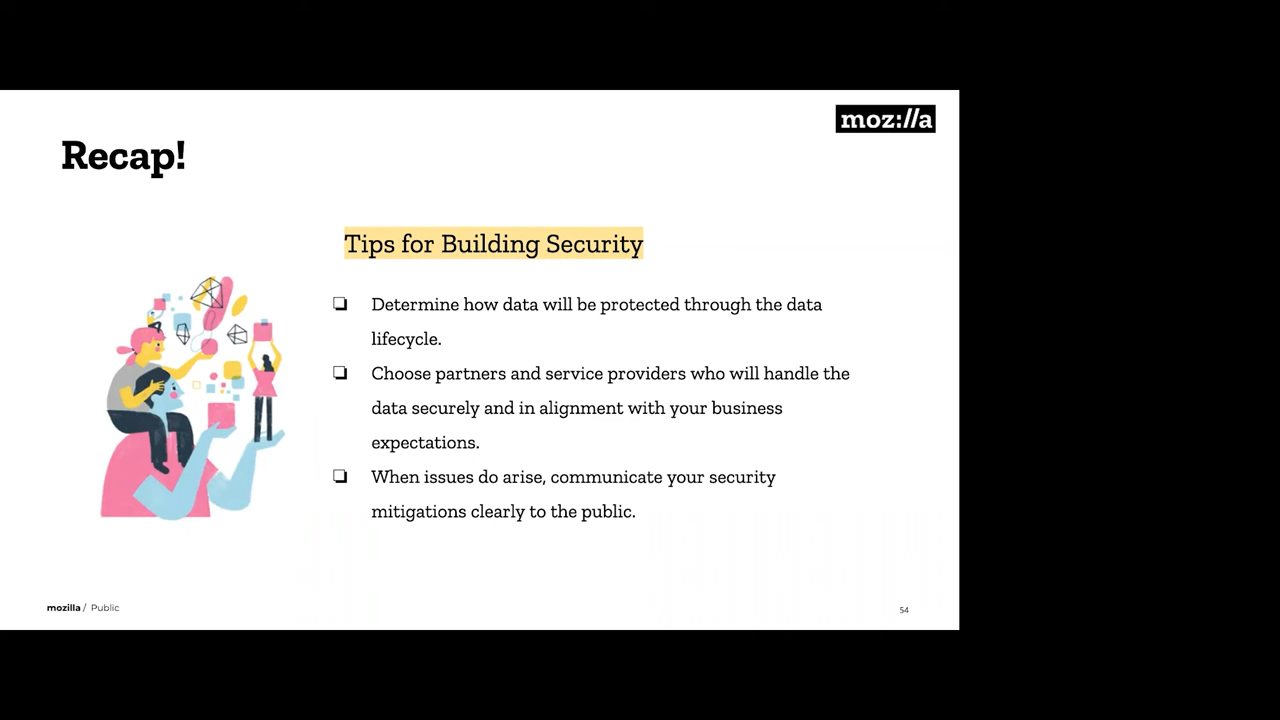 moz://a
Recap!
Tips for Building Security
❏ Determine how data will be protected through the data
lifecycle.
❏ Choose partners and service providers who will handle the
data securely and in alignment with your business
expectations.
❏ When issues do arise, communicate your security
mitigations clearly to the public.
mozilla / Public
54